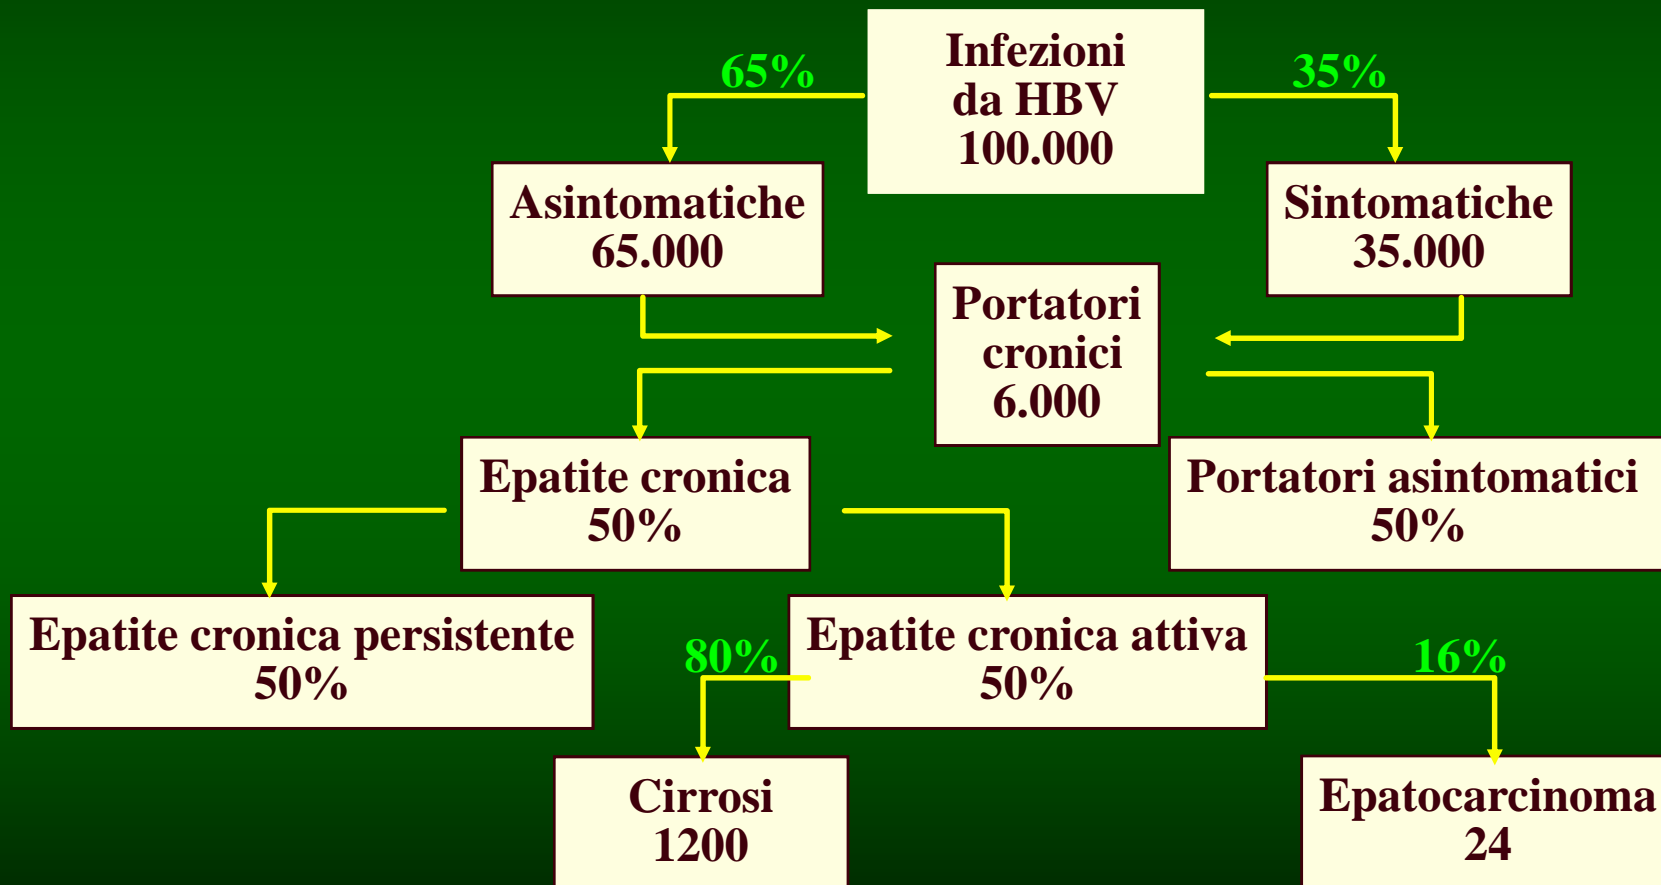 Infezioni
da HBV
100.000
65%
35%
Asintomatiche
65.000
Sintomatiche
35.000
Portatori
cronici
6.000
Epatite cronica
50%
Portatori asintomatici
50%
Epatite cronica persistente
50%
Epatite cronica attiva
50%
80%
16%
Cirrosi
1200
Epatocarcinoma
24